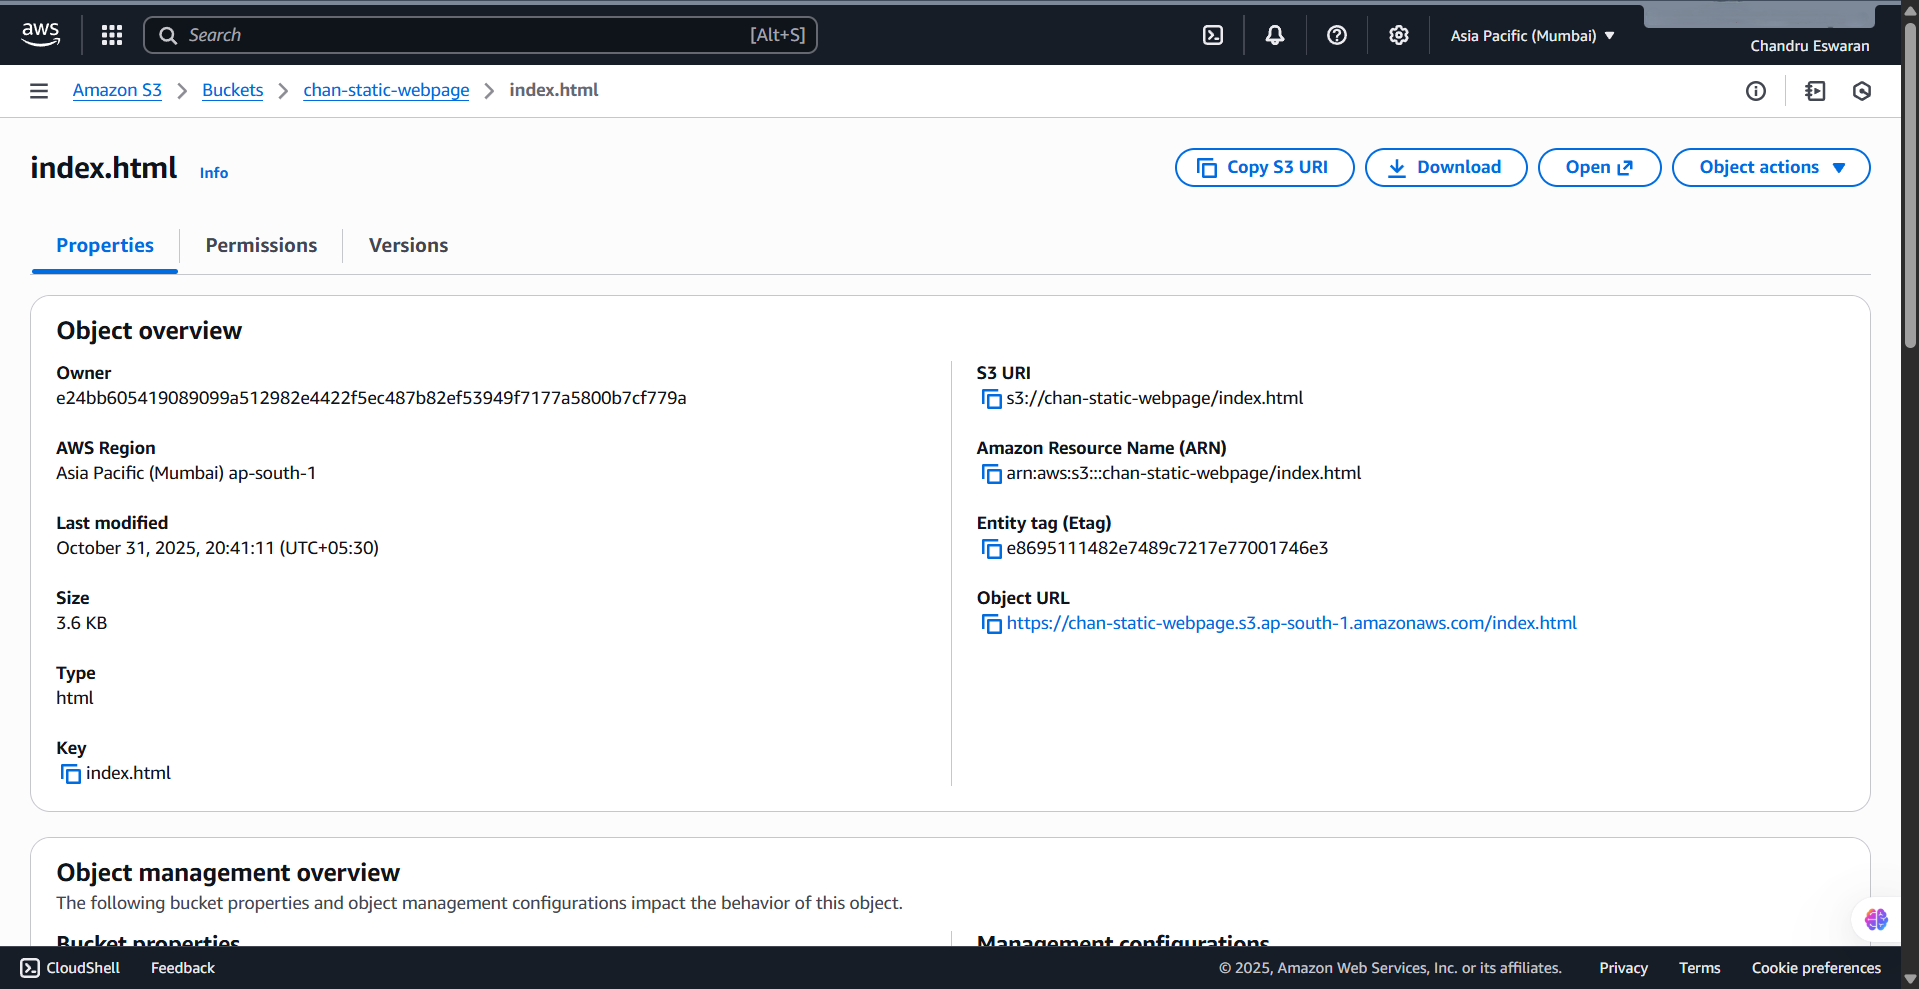 aws
Search
[Alt+S]
Asia Pacific (Mumbai)
Chandru Eswaran
Amazon S3
Buckets
chan-static-webpage
index.html
index.html
Info
Copy S3 URI
Download
Open
Object actions
Properties
Permissions
Versions
Object overview
Owner
e24bb605419089099a512982e4422f5ec487b82ef53949f7177a5800b7cf779a
AWS Region
Asia Pacific (Mumbai) ap-south-1
Last modified
October 31, 2025, 20:41:11 (UTC+05:30)
Size
3.6 KB
Type
html
Key
index.html
S3 URI
s3://chan-static-webpage/index.html
Amazon Resource Name (ARN)
arn:aws:s3:::chan-static-webpage/index.html
Entity tag (Etag)
e8695111482e7489c7217e77001746e3
Object URL
https://chan-static-webpage.s3.ap-south-1.amazonaws.com/index.html
Object management overview
The following bucket properties and object management configurations impact the behavior of this object.
Bucket properties
Management configurations
CloudShell
Feedback
© 2025, Amazon Web Services, Inc. or its affiliates.
Privacy
Terms
Cookie preferences